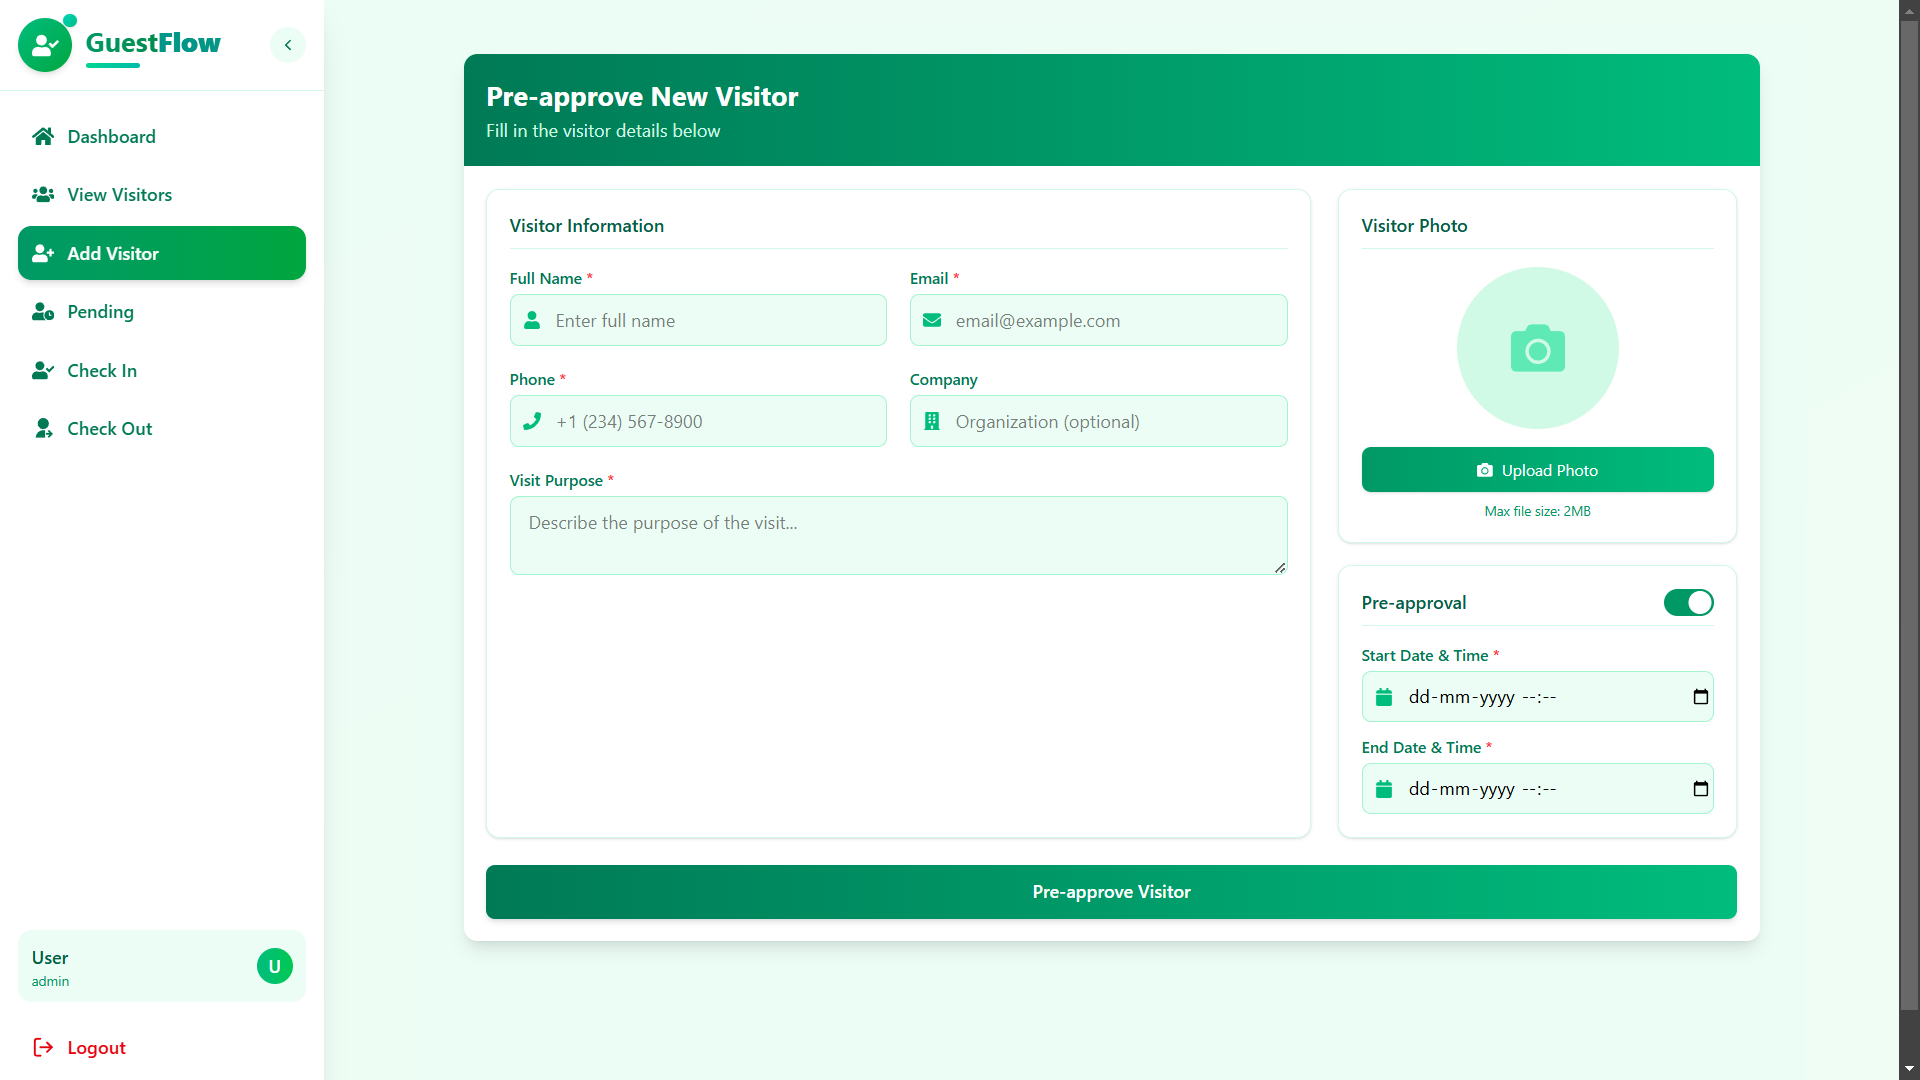 GuestFlow
Dashboard
View Visitors
Add Visitor
Pending
Check In
Check Out
User
admin
U
Logout
Pre-approve New Visitor
Fill in the visitor details below
Visitor Information
Full Name *
Enter full name
Email *
email@example.com
Phone *
+1 (234) 567-8900
Company
Organization (optional)
Visit Purpose *
Describe the purpose of the visit...
Visitor Photo
Upload Photo
Max file size: 2MB
Pre-approval
Start Date & Time *
dd-mm-yyyy --:--
End Date & Time *
dd-mm-yyyy --:--
Pre-approve Visitor